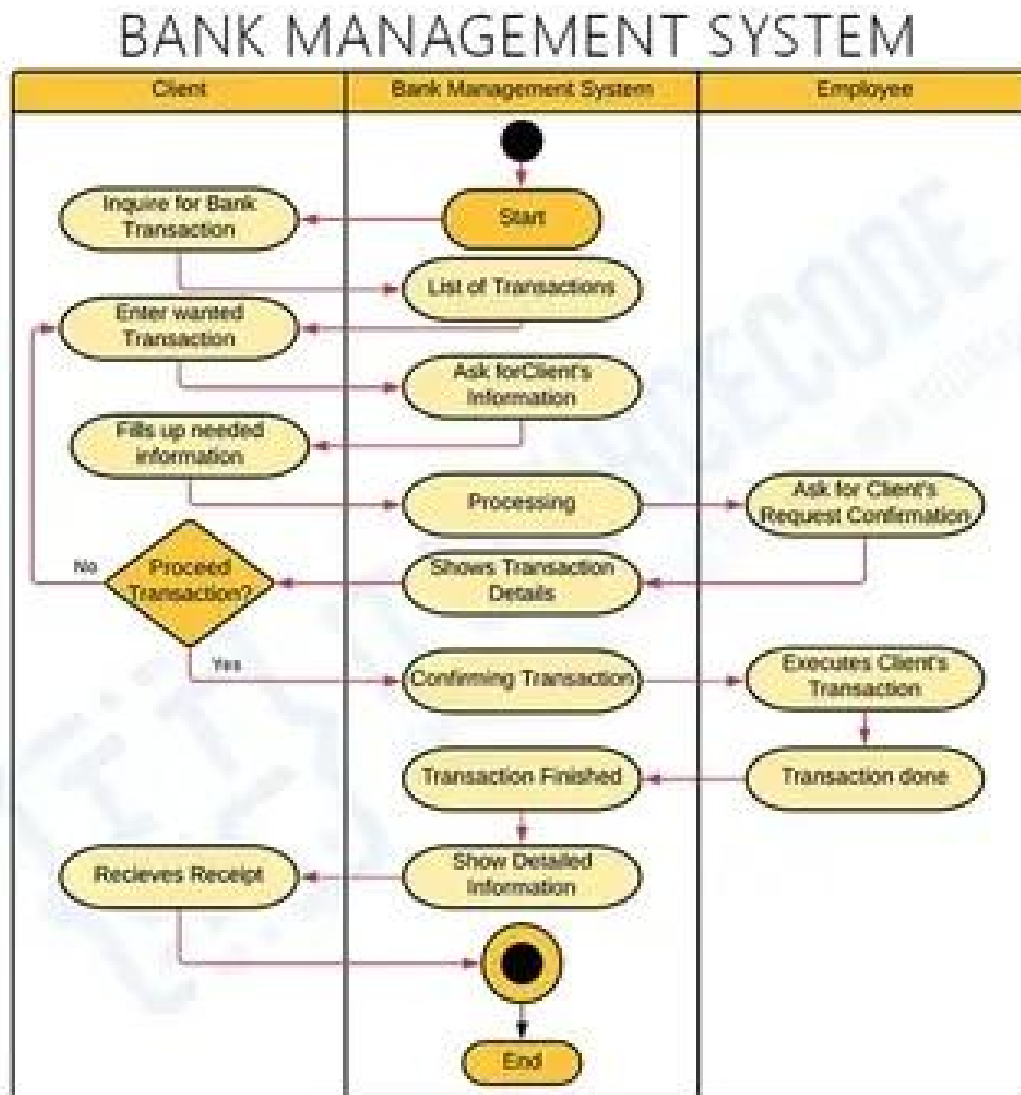 BANK MANAGEMENT SYSTEM
Client
Bank Management System
Employee
Start
Inquire for Bank
Transaction
List of Transactions
Enter wanted
Transaction
Ask forClient's
Information
Fills up needed
information
Processing
Ask for Client's
Request Confirmation
Shows Transaction
Details
Proceed
Transaction?
No
Yes
Confirming Transaction
Executes Client's
Transaction
Transaction done
Transaction Finished
Show Detailed
Information
Recieves Receipt
End